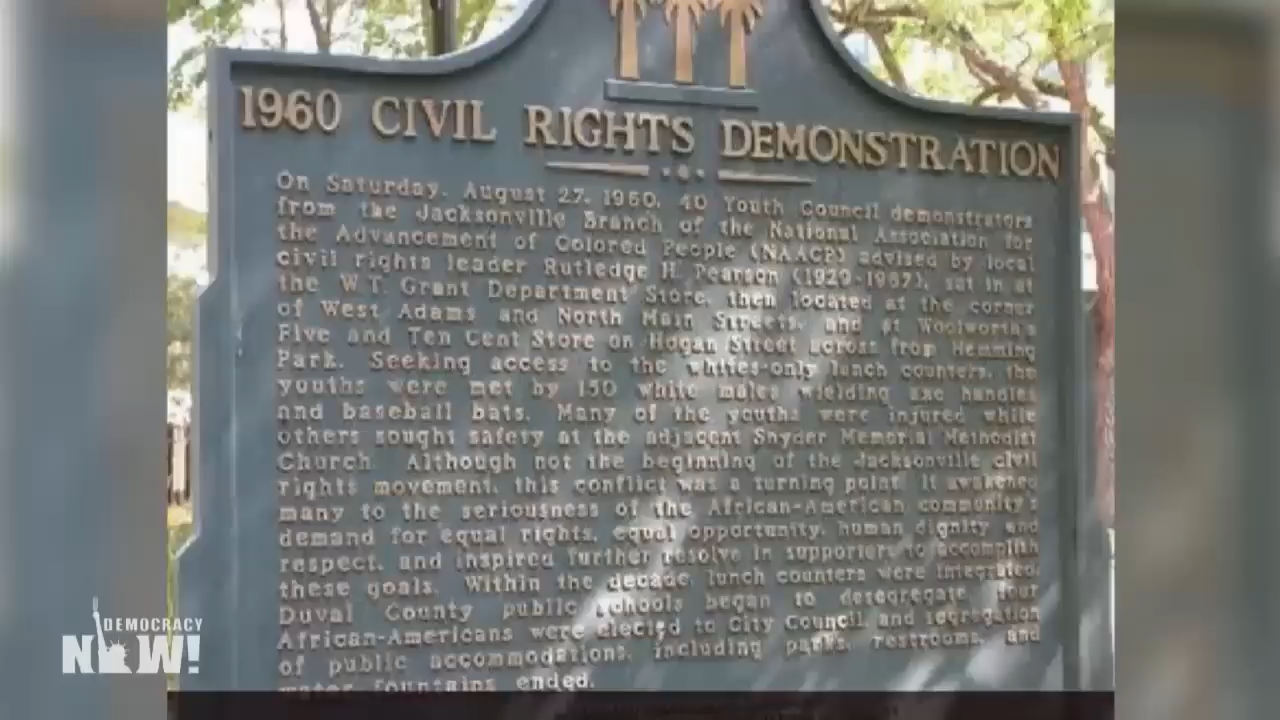 1960 CIVIL RIGHTS DEMONSTRATION
On Saturday, August 27, 1960, 40 Youth Council demonstrators
from the Jacksonville Branch of the National Association for
the Advancement of Colored People (NAACP) advised by local
civil rights leader Rutledge H. Pearson (1929-1967), sat in at
the W.T. Grant Department Store, then located at the corner
of West Adams and North Main Streets, and at Woolworth's
Five and Ten Cent Store on Hogan Street across from Hemming
Park. Seeking access to the whites-only lunch counters, the
youths were met by 150 white males wielding axe handles
and baseball bats. Many of the youths were injured while
others sought safety at the adjacent Snyder Memorial Methodist
Church. Although not the beginning of the Jacksonville civil
rights movement, this conflict was a turning point. It awakened
many to the seriousness of the African-American community's
demand for equal rights, equal opportunity, human dignity and
respect, and inspired further resolve in supporters to accomplish
these goals. Within the decade, lunch counters were integrated,
Duval County public schools began to desegregate, four
African-Americans were elected to City Council, and segregation
of public accommodations, including parks, restrooms, and
water fountains ended.
DEMOCRACY
NOW!